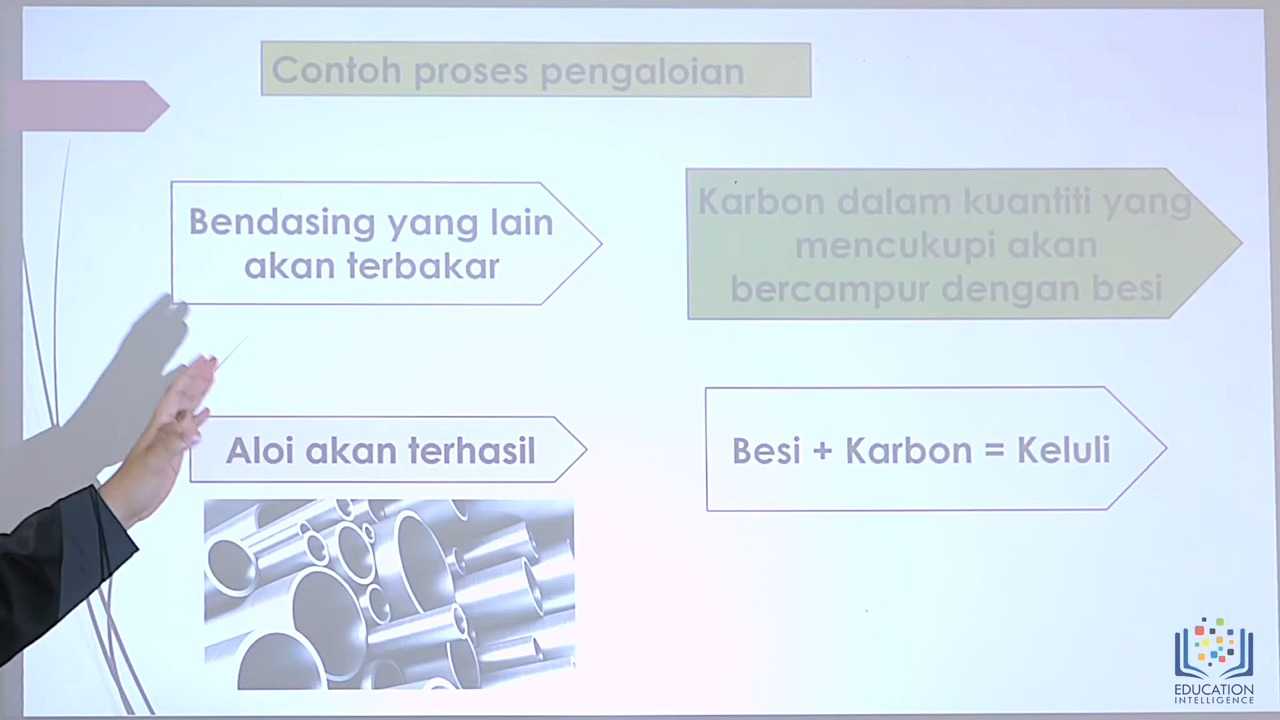 Contoh proses pengaloian
Bendasing yang lain
akan terbakar
Karbon dalam kuantiti yang
mencukupi akan
bercampur dengan besi
Aloi akan terhasil
Besi + Karbon = Keluli
EDUCATION
INTELLIGENCE